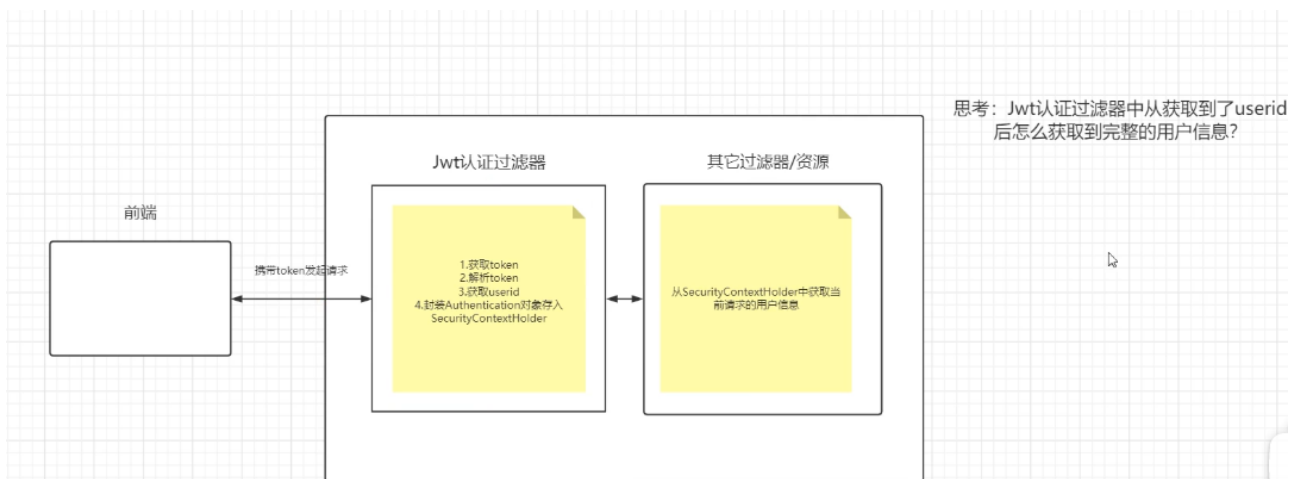 思考：Jwt认证过滤器中从获取到了userid
后怎么获取到完整的用户信息？
Jwt认证过滤器
其它过滤器/资源
前端
携带token发起请求
1.获取token
2.解析token
3.获取userid
4.封装Authentication对象存入
SecurityContextHolder
从SecurityContextHolder中获取当
前请求的用户信息